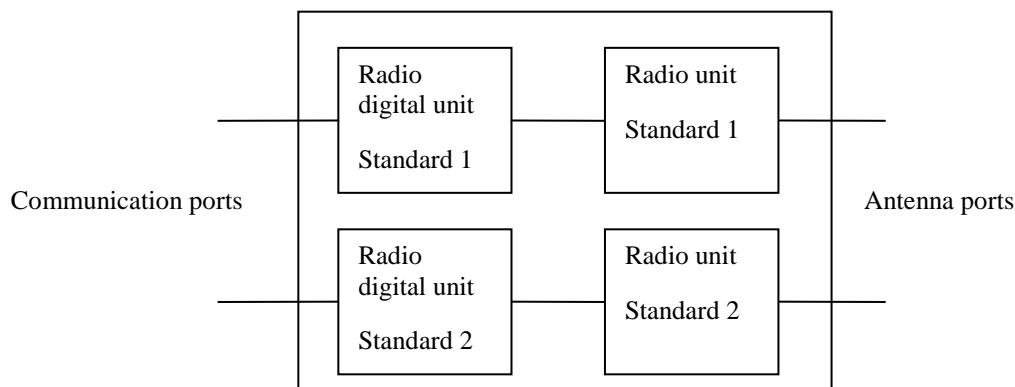 Radio
digital unit
Standard 1
Radio unit
Standard 1
Communication ports
Antenna ports
Radio
digital unit
Standard 2
Radio unit
Standard 2